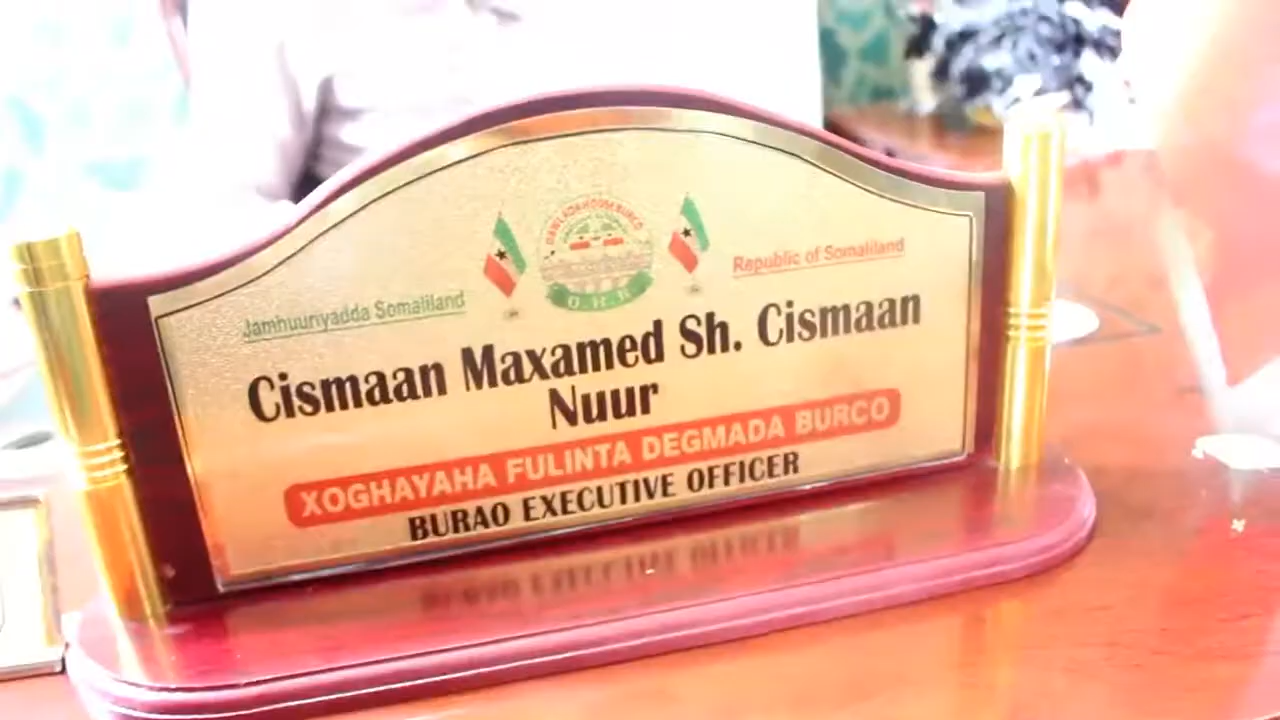 Jamhuuriyadda Somaliland
Republic of Somaliland
Cismaan Maxamed Sh. Cismaan
Nuur
XOGHAYAHA FULINTA DEGMADA BURCO
BURAO EXECUTIVE OFFICER